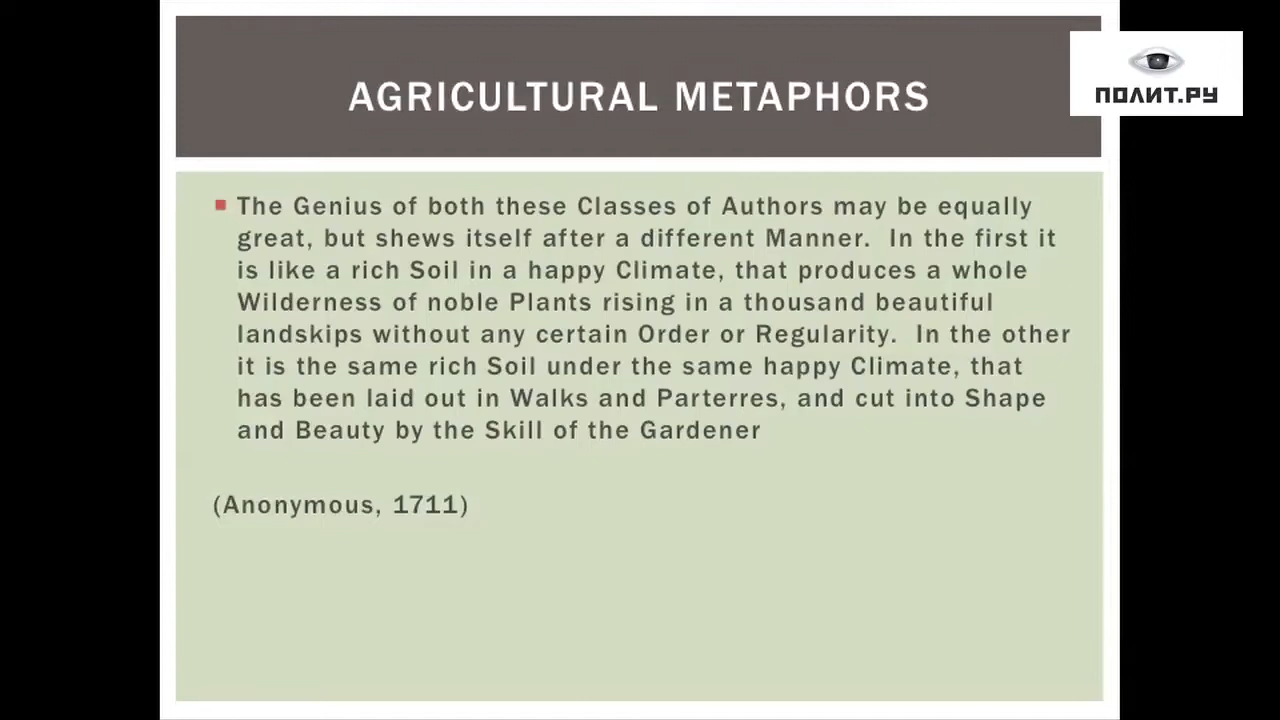 AGRICULTURAL METAPHORS
ПОЛИТ.РУ
The Genius of both these Classes of Authors may be equally
great, but shews itself after a different Manner.  In the first it
is like a rich Soil in a happy Climate, that produces a whole
Wilderness of noble Plants rising in a thousand beautiful
landskips without any certain Order or Regularity.  In the other
it is the same rich Soil under the same happy Climate, that
has been laid out in Walks and Parterres, and cut into Shape
and Beauty by the Skill of the Gardener
(Anonymous, 1711)